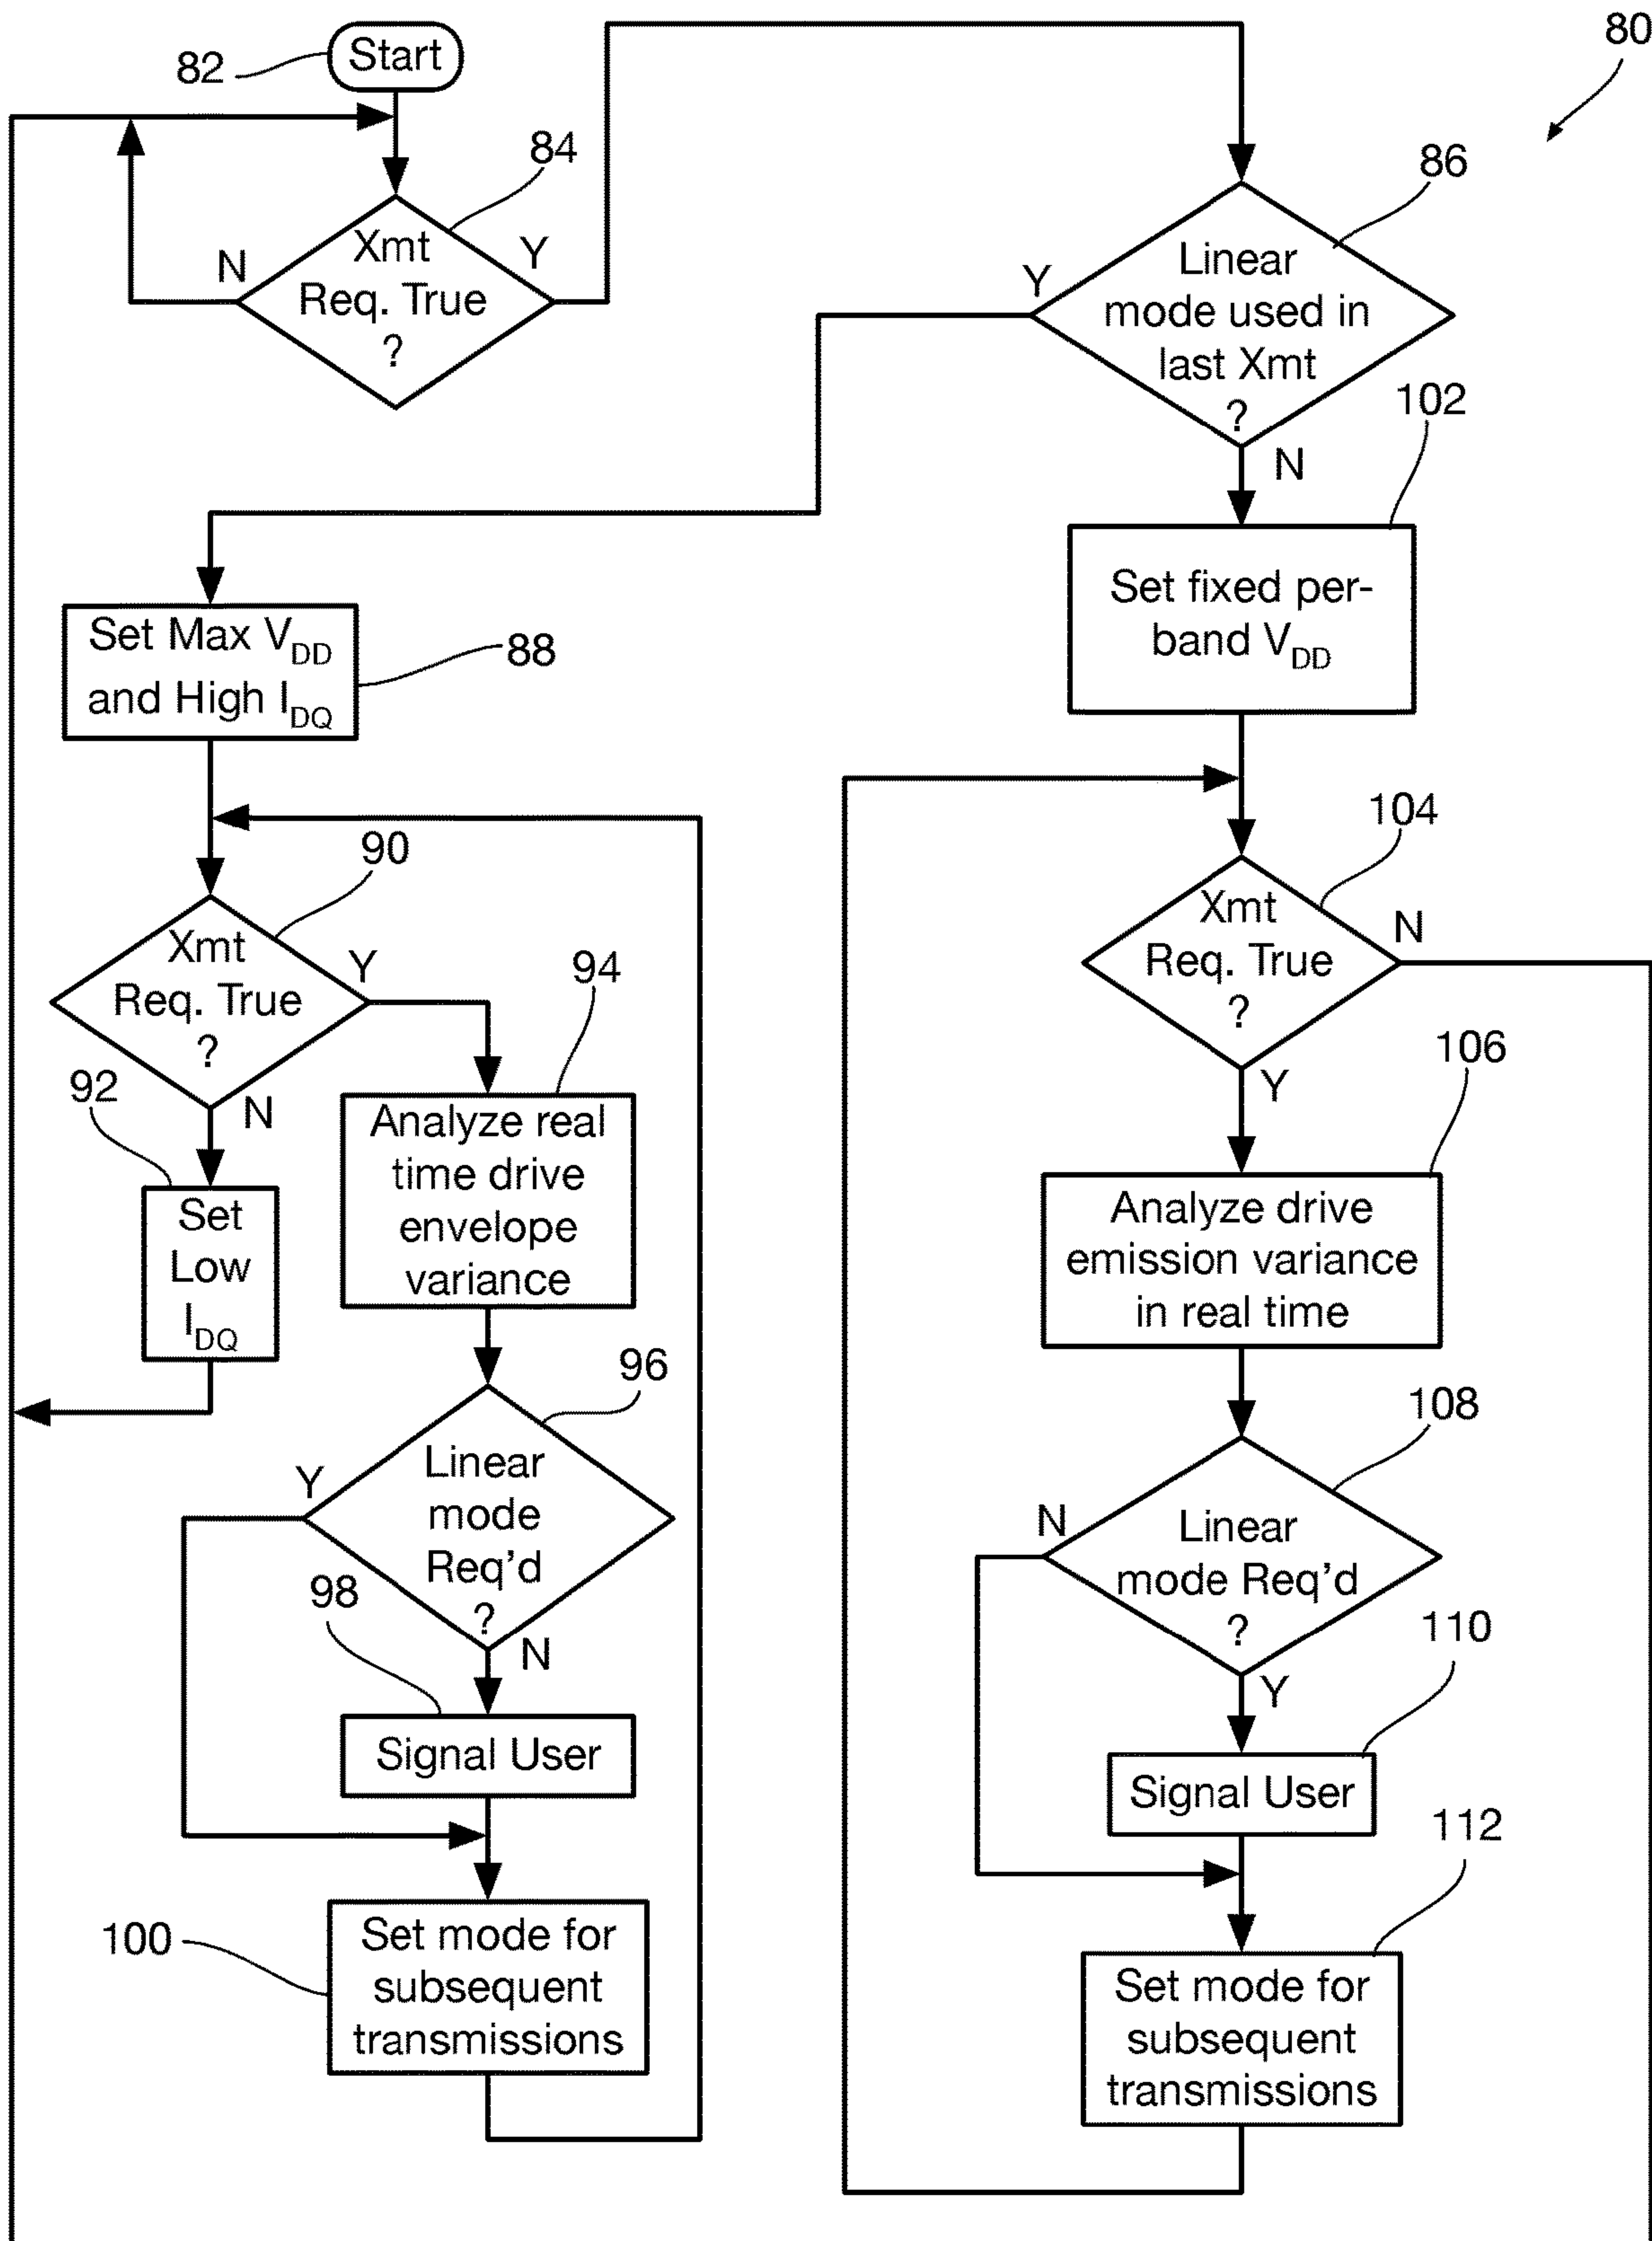 80
82
Start
84
Xmt
Req. True
?
N
Y
86
Linear
mode used in
last Xmt
?
Y
N
102
Set fixed per-
band VDD
Set Max VDD
and High IDQ
88
90
Xmt
Req. True
?
Y
N
92
Set
Low
IDQ
94
Analyze real
time drive
envelope
variance
96
Linear
mode
Req'd
?
Y
N
98
Signal User
100
Set mode for
subsequent
transmissions
104
Xmt
Req. True
?
N
Y
106
Analyze drive
emission variance
in real time
108
Linear
mode Req'd
?
N
Y
110
Signal User
112
Set mode for
subsequent
transmissions